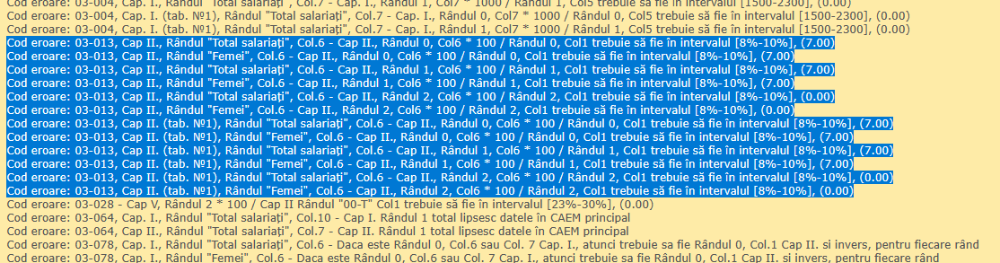 Cod eroare: 03-004, Cap. I., Rândul "Total salariați", Col.7 - Cap. I., Rândul 1, Col7 * 1000 / Rândul 1, Col5 trebuie să fie în intervalul [1500-2300], (0.00)
Cod eroare: 03-004, Cap. I. (tab. №1), Rândul "Total salariați", Col.7 - Cap. I., Rândul 0, Col7 * 1000 / Rândul 0, Col5 trebuie să fie în intervalul [1500-2300], (0.00)
Cod eroare: 03-004, Cap. I. (tab. №1), Rândul "Total salariați", Col.7 - Cap. I., Rândul 1, Col7 * 1000 / Rândul 1, Col5 trebuie să fie în intervalul [1500-2300], (0.00)
Cod eroare: 03-013, Cap II., Rândul "Total salariați", Col.6 - Cap II., Rândul 0, Col6 * 100 / Rândul 0, Col1 trebuie să fie în intervalul [8%-10%], (7.00)
Cod eroare: 03-013, Cap II., Rândul "Femei", Col.6 - Cap II., Rândul 0, Col6 * 100 / Rândul 0, Col1 trebuie să fie în intervalul [8%-10%], (7.00)
Cod eroare: 03-013, Cap II., Rândul "Total salariați", Col.6 - Cap II., Rândul 1, Col6 * 100 / Rândul 1, Col1 trebuie să fie în intervalul [8%-10%], (7.00)
Cod eroare: 03-013, Cap II., Rândul "Femei", Col.6 - Cap II., Rândul 1, Col6 * 100 / Rândul 1, Col1 trebuie să fie în intervalul [8%-10%], (7.00)
Cod eroare: 03-013, Cap II., Rândul "Total salariați", Col.6 - Cap II., Rândul 2, Col6 * 100 / Rândul 2, Col1 trebuie să fie în intervalul [8%-10%], (0.00)
Cod eroare: 03-013, Cap II., Rândul "Femei", Col.6 - Cap II., Rândul 2, Col6 * 100 / Rândul 2, Col1 trebuie să fie în intervalul [8%-10%], (0.00)
Cod eroare: 03-013, Cap II. (tab. №1), Rândul "Total salariați", Col.6 - Cap II., Rândul 0, Col6 * 100 / Rândul 0, Col1 trebuie să fie în intervalul [8%-10%], (7.00)
Cod eroare: 03-013, Cap II. (tab. №1), Rândul "Femei", Col.6 - Cap II., Rândul 0, Col6 * 100 / Rândul 0, Col1 trebuie să fie în intervalul [8%-10%], (7.00)
Cod eroare: 03-013, Cap II. (tab. №1), Rândul "Total salariați", Col.6 - Cap II., Rândul 1, Col6 * 100 / Rândul 1, Col1 trebuie să fie în intervalul [8%-10%], (7.00)
Cod eroare: 03-013, Cap II. (tab. №1), Rândul "Femei", Col.6 - Cap II., Rândul 1, Col6 * 100 / Rândul 1, Col1 trebuie să fie în intervalul [8%-10%], (7.00)
Cod eroare: 03-013, Cap II. (tab. №1), Rândul "Total salariați", Col.6 - Cap II., Rândul 2, Col6 * 100 / Rândul 2, Col1 trebuie să fie în intervalul [8%-10%], (0.00)
Cod eroare: 03-013, Cap II. (tab. №1), Rândul "Femei", Col.6 - Cap II., Rândul 2, Col6 * 100 / Rândul 2, Col1 trebuie să fie în intervalul [8%-10%], (0.00)
Cod eroare: 03-028 - Cap V, Rândul 2 * 100 / Cap II Rândul "00-T" Col1 trebuie să fie în intervalul [23%-30%], (0.00)
Cod eroare: 03-064, Cap. I., Rândul "Total salariați", Col.10 - Cap I. Rândul 1 total lipsesc datele în CAEM principal
Cod eroare: 03-064, Cap II., Rândul "Total salariați", Col.7 - Cap II. Rândul 1 total lipsesc datele în CAEM principal
Cod eroare: 03-078, Cap. I., Rândul "Total salariați", Col.6 - Daca este Rândul 0, Col.6 sau Col. 7 Cap. I., atunci trebuie sa fie Rândul 0, Col.1 Cap II. si invers, pentru fiecare rând
Cod eroare: 03-078, Cap. I., Rândul "Femei", Col.6 - Daca este Rândul 0, Col.6 sau Col. 7 Cap. I., atunci trebuie sa fie Rândul 0, Col.1 Cap II. si invers, pentru fiecare rând